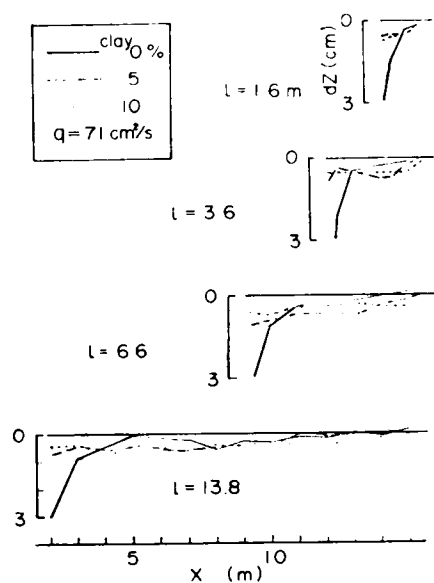 clay 0 %
5
10
q = 71 cm²/s
0
dZ (cm)
3
l = 1.6 m
0
3
l = 3.6
0
3
l = 6.6
0
3
l = 13.8
5 10
X (m)